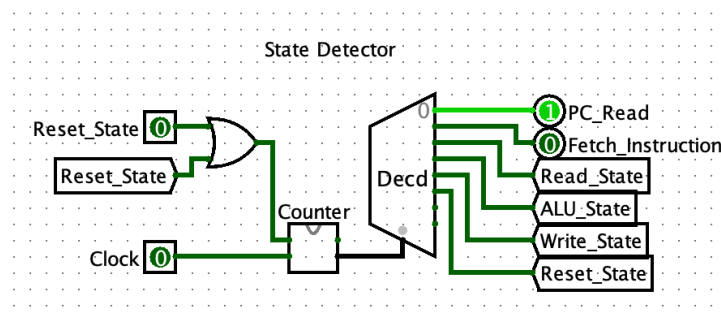 State Detector
0
1 PC_Read
Reset_State 0
0 Fetch_Instruction
Reset_State
Decd
Read_State
ALU_State
Counter
Write_State
Clock 0
Reset_State